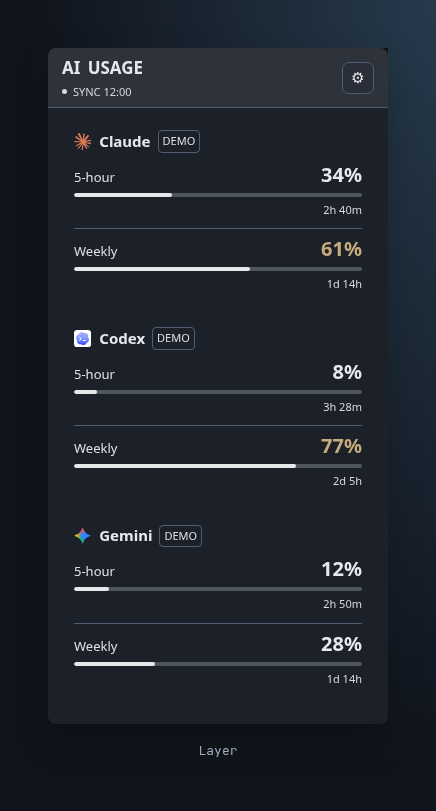 AI USAGE
SYNC 12:00
Claude DEMO
5-hour 34%
2h 40m
Weekly 61%
1d 14h
Codex DEMO
5-hour 8%
3h 28m
Weekly 77%
2d 5h
Gemini DEMO
5-hour 12%
2h 50m
Weekly 28%
1d 14h
Layer